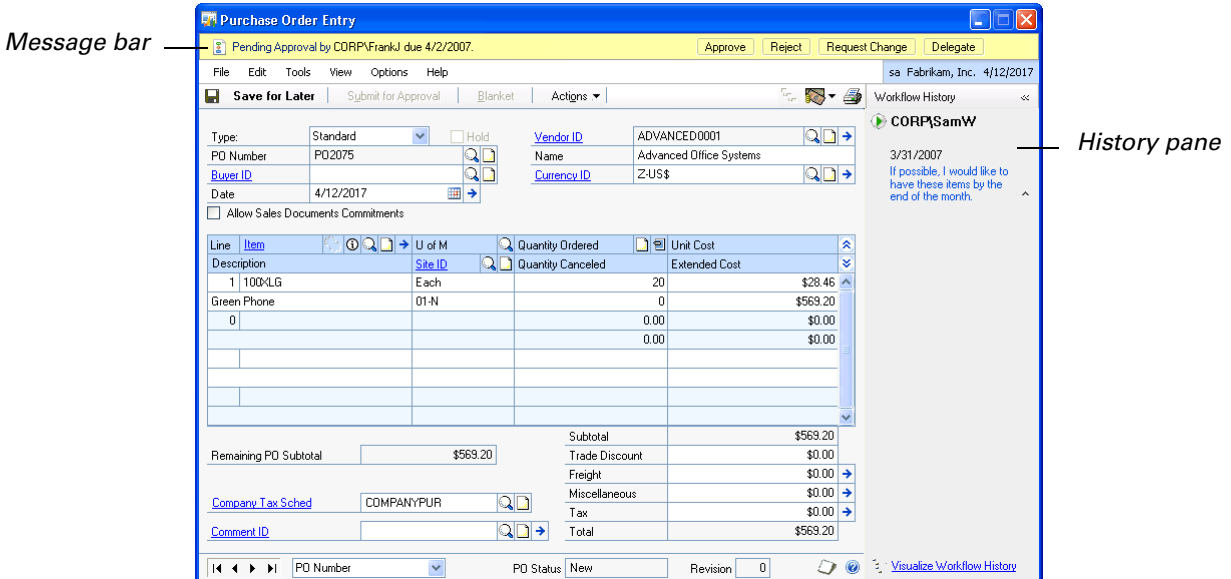 Purchase Order Entry
Message bar
Pending Approval by CORP\FrankJ due 4/2/2007.
Approve Reject Request Change Delegate
File Edit Tools View Options Help
sa Fabrikam, Inc. 4/12/2017
Save for Later Submit for Approval Blanket Actions
Workflow History
CORP\SamW
History pane
3/31/2007
If possible, I would like to
have these items by the
end of the month.
Type: Standard Hold Vendor ID ADVANCED0001
PO Number PO2075 Name Advanced Office Systems
Buyer ID Currency ID Z-US$
Date 4/12/2017
Allow Sales Documents Commitments
Line Item U of M Quantity Ordered Unit Cost
Description Site ID Quantity Canceled Extended Cost
1 100XLG Each 20 $28.46
Green Phone 01-N 0 $569.20
0 0.00 $0.00
0.00 $0.00
Subtotal $569.20
Remaining PO Subtotal $569.20 Trade Discount $0.00
Freight $0.00
Miscellaneous $0.00
Company Tax Sched COMPANYPUR
Tax $0.00
Comment ID Total $569.20
PO Number PO Status New Revision 0
Visualize Workflow History